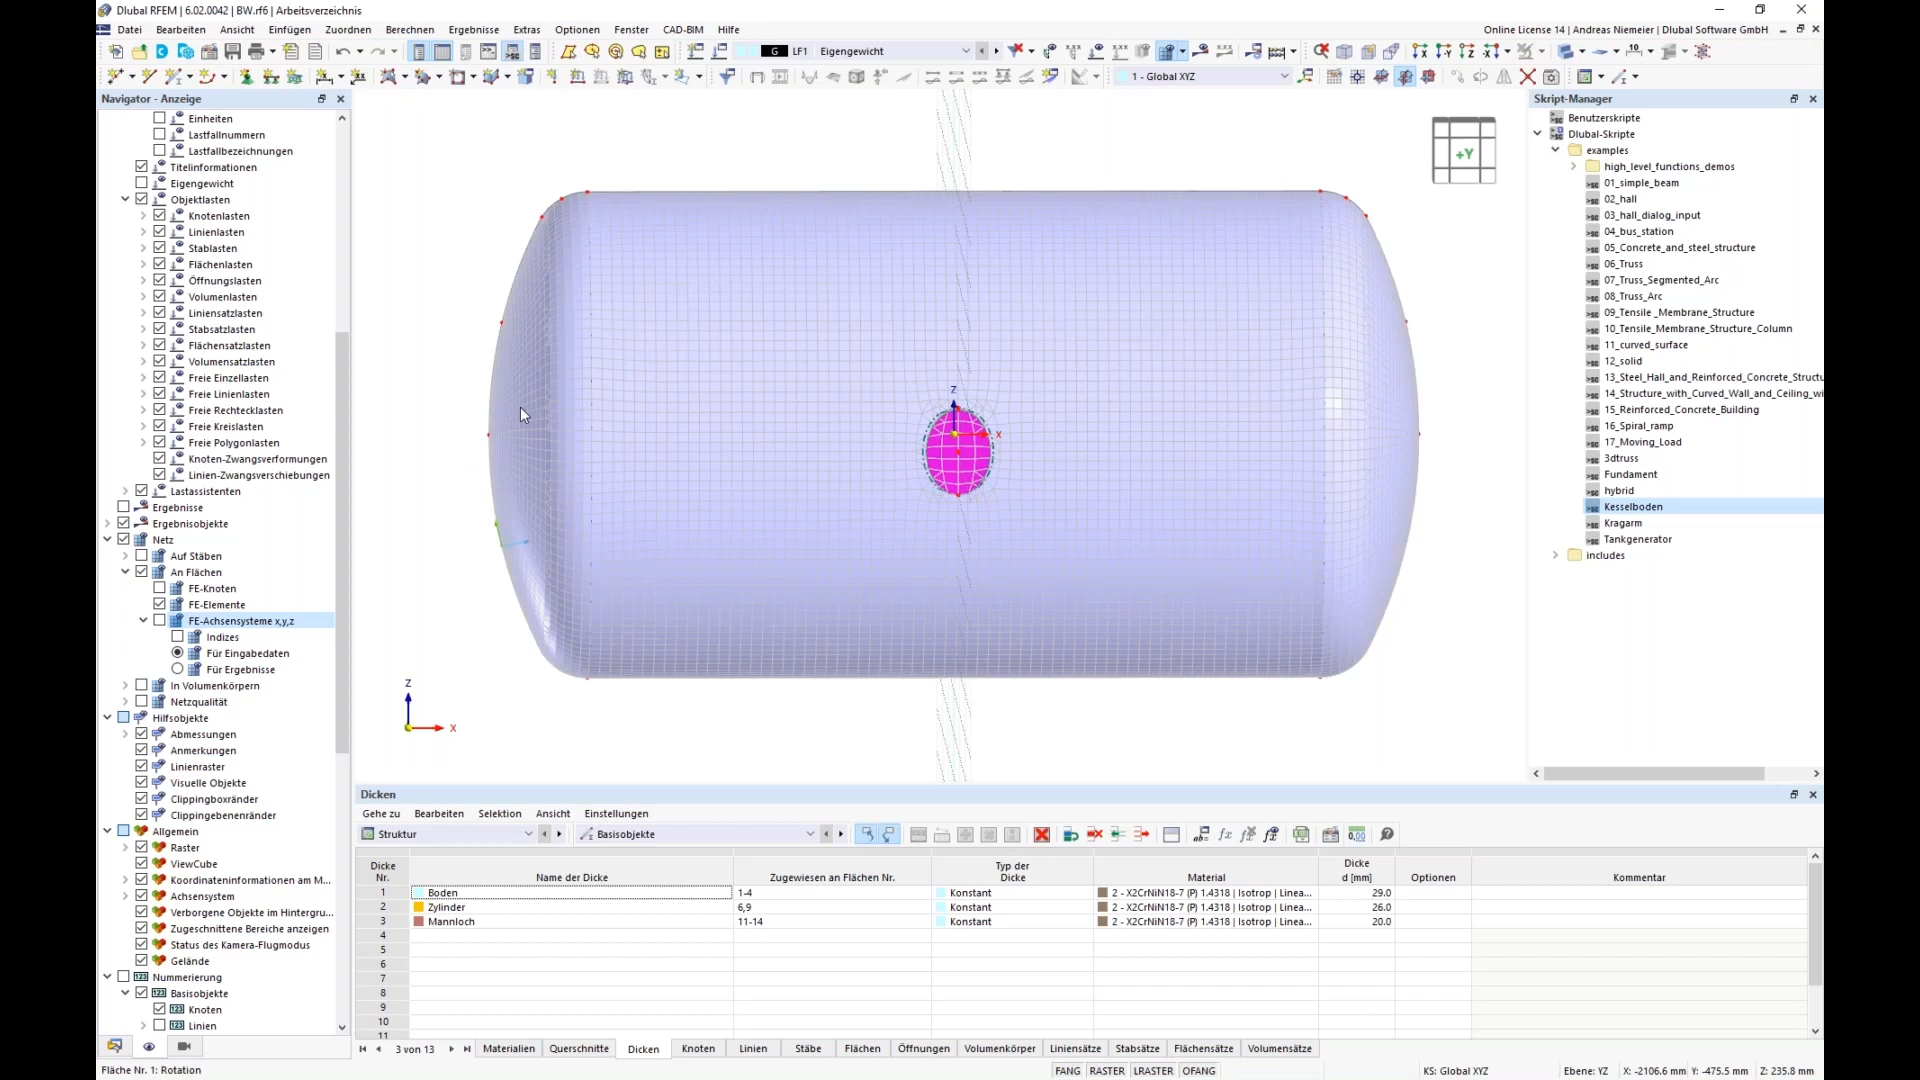 Dlubal RFEM | 6.02.0042 | BW.rf6 | Arbeitsverzeichnis
Datei Bearbeiten Ansicht Einfügen Zuordnen Berechnen Ergebnisse Extras Optionen Fenster CAD-BIM Hilfe
Online License 14 | Andreas Niemeier | Dlubal Software GmbH
G LF1 Eigengewicht
1 - Global XYZ
Navigator - Anzeige
Einheiten
Lastfallnummern
Lastfallbezeichnungen
Titelinformationen
Eigengewicht
Objektlasten
Knotenlasten
Linienlasten
Stablasten
Flächenlasten
Öffnungslasten
Volumenlasten
Liniensatzlasten
Stabsatzlasten
Flächensatzlasten
Volumensatzlasten
Freie Einzellasten
Freie Linienlasten
Freie Rechtecklasten
Freie Kreislasten
Freie Polygonlasten
Knoten-Zwangsverformungen
Linien-Zwangsverschiebungen
Lastassistenten
Ergebnisse
Ergebnisobjekte
Netz
Auf Stäben
An Flächen
FE-Knoten
FE-Elemente
FE-Achsensysteme x,y,z
Indizes
Für Eingabedaten
Für Ergebnisse
In Volumenkörpern
Netzqualität
Hilfsobjekte
Abmessungen
Anmerkungen
Linienraster
Visuelle Objekte
Clippingboxränder
Clippingebenenränder
Allgemein
Raster
ViewCube
Koordinateninformationen am M...
Achsensystem
Verborgene Objekte im Hintergru...
Zugeschnittene Bereiche anzeigen
Status des Kamera-Flugmodus
Gelände
Nummerierung
Basisobjekte
Knoten
Linien
+Y
Z
X
Z
X
Skript-Manager
Benutzerskripte
Dlubal-Skripte
examples
high_level_functions_demos
01_simple_beam
02_hall
03_hall_dialog_input
04_bus_station
05_Concrete_and_steel_structure
06_Truss
07_Truss_Segmented_Arc
08_Truss_Arc
09_Tensile _Membrane_Structure
10_Tensile_Membrane_Structure_Column
11_curved_surface
12_solid
13_Steel_Hall_and_Reinforced_Concrete_Structu
14_Structure_with_Curved_Wall_and_Ceiling_wi
15_Reinforced_Concrete_Building
16_Spiral_ramp
17_Moving_Load
3dtruss
Fundament
hybrid
Kesselboden
Kragarm
Tankgenerator
includes
Dicken
Gehe zu Bearbeiten Selektion Ansicht Einstellungen
Struktur Basisobjekte
Dicke Nr. Name der Dicke Zugewiesen an Flächen Nr. Typ der Dicke Material Dicke d [mm] Optionen Kommentar
1 Boden 1-4 Konstant 2 - X2CrNiN18-7 (P) 1.4318 | Isotrop | Linea... 29.0
2 Zylinder 6,9 Konstant 2 - X2CrNiN18-7 (P) 1.4318 | Isotrop | Linea... 26.0
3 Mannloch 11-14 Konstant 2 - X2CrNiN18-7 (P) 1.4318 | Isotrop | Linea... 20.0
4
5
6
7
8
9
10
11
3 von 13 Materialien Querschnitte Dicken Knoten Linien Stäbe Flächen Öffnungen Volumenkörper Liniensätze Stabsätze Flächensätze Volumensätze
Fläche Nr. 1: Rotation
FANG RASTER LRASTER OFANG
KS: Global XYZ Ebene: YZ X: -2106.6 mm Y: -475.5 mm Z: 235.8 mm